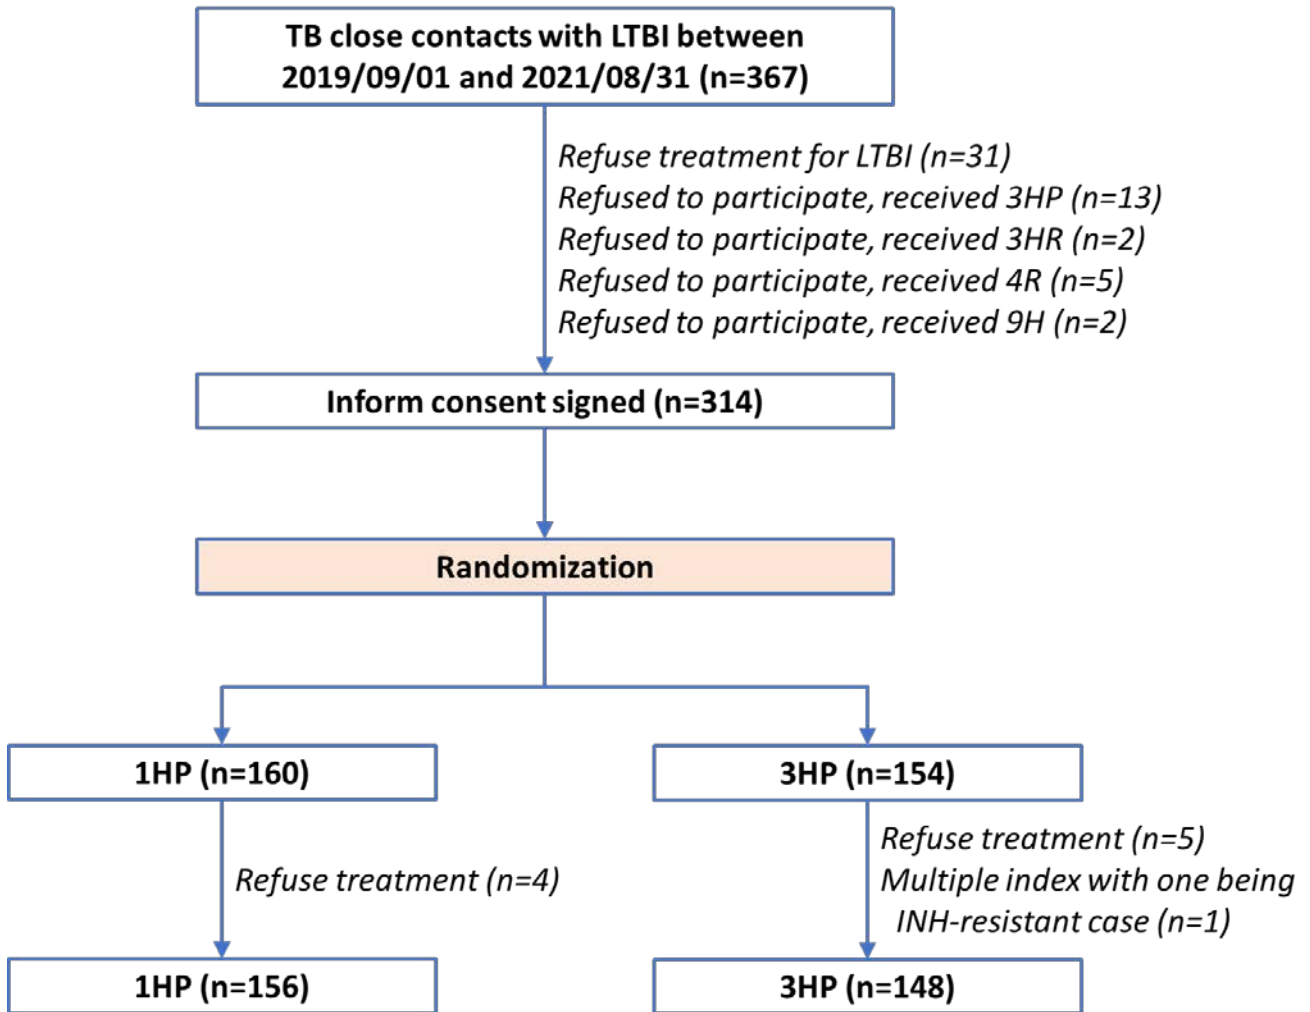 TB close contacts with LTBI between
2019/09/01 and 2021/08/31 (n=367)
Refuse treatment for LTBI (n=31)
Refused to participate, received 3HP (n=13)
Refused to participate, received 3HR (n=2)
Refused to participate, received 4R (n=5)
Refused to participate, received 9H (n=2)
Inform consent signed (n=314)
Randomization
1HP (n=160)
3HP (n=154)
Refuse treatment (n=4)
Refuse treatment (n=5)
Multiple index with one being
INH-resistant case (n=1)
1HP (n=156)
3HP (n=148)